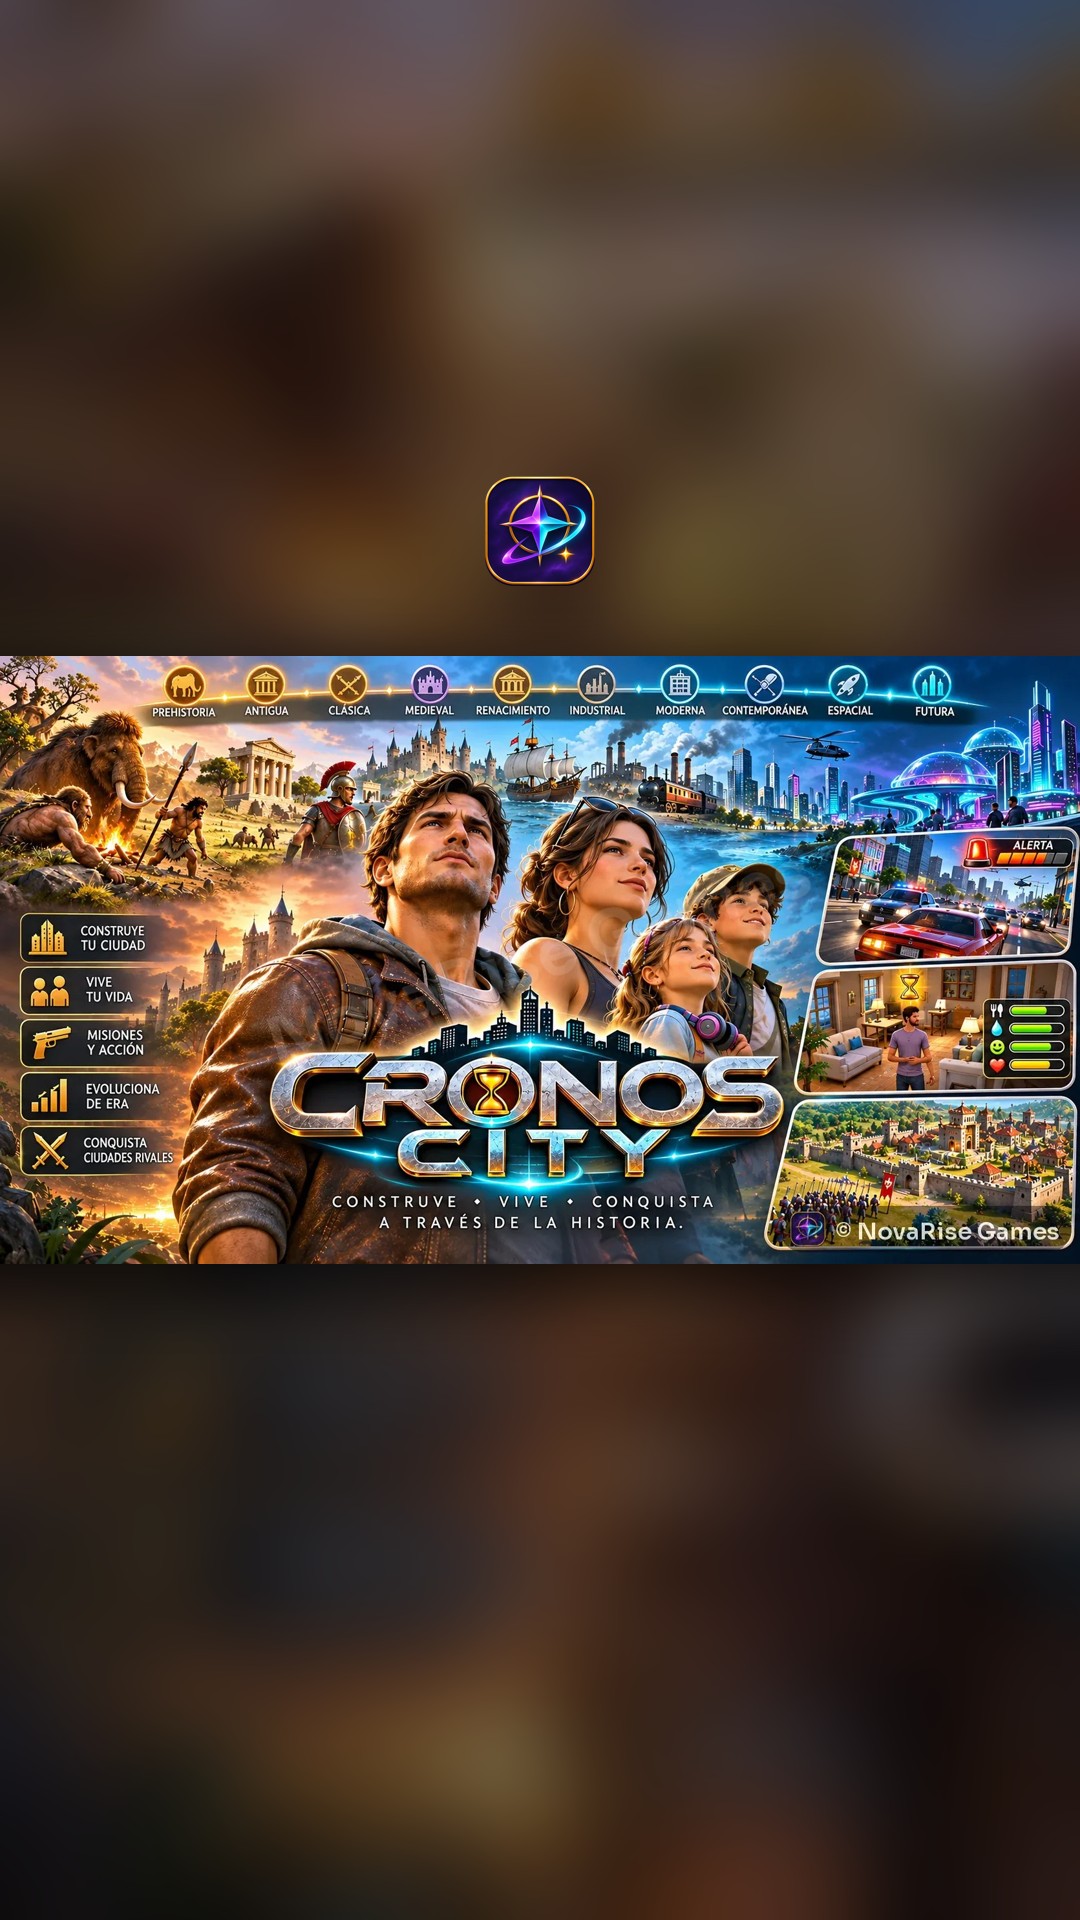 PREHISTORIA
ANTIGUA
CLÁSICA
MEDIEVAL
RENACIMIENTO
INDUSTRIAL
MODERNA
CONTEMPORÁNEA
ESPACIAL
FUTURA
ALERTA
CONSTRUYE
TU CIUDAD
VIVE
TU VIDA
MISIONES
Y ACCIÓN
EVOLUCIONA
DE ERA
CONQUISTA
CIUDADES RIVALES
CRONOS
CITY
CONSTRUVE • VIVE • CONQUISTA
A TRAVÉS DE LA HISTORIA.
© NovaRise Games